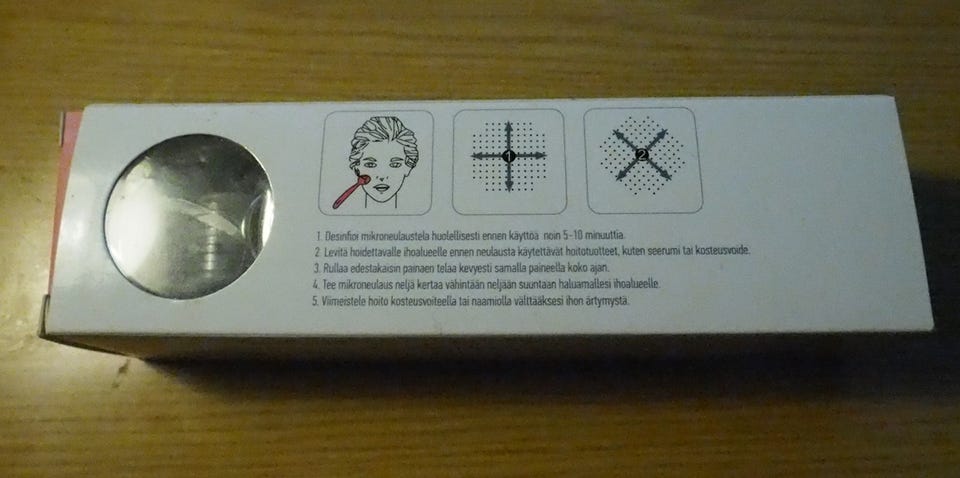 1
2
1. Desinfioi mikroneulaustela huolellisesti ennen käyttöä noin 5-10 minuuttia.
2. Levitä hoidettavalle ihoalueelle ennen neulausta käytettävät hoitotuotteet, kuten seerumi tai kosteusvoide.
3. Rullaa edestakaisin painaen telaa kevyesti samalla paineella koko ajan.
4. Tee mikroneulaus neljä kertaa vähintään neljään suuntaan haluamallesi ihoalueelle.
5. Viimeistele hoito kosteusvoiteella tai naamiolla välttääksesi ihon ärtymystä.